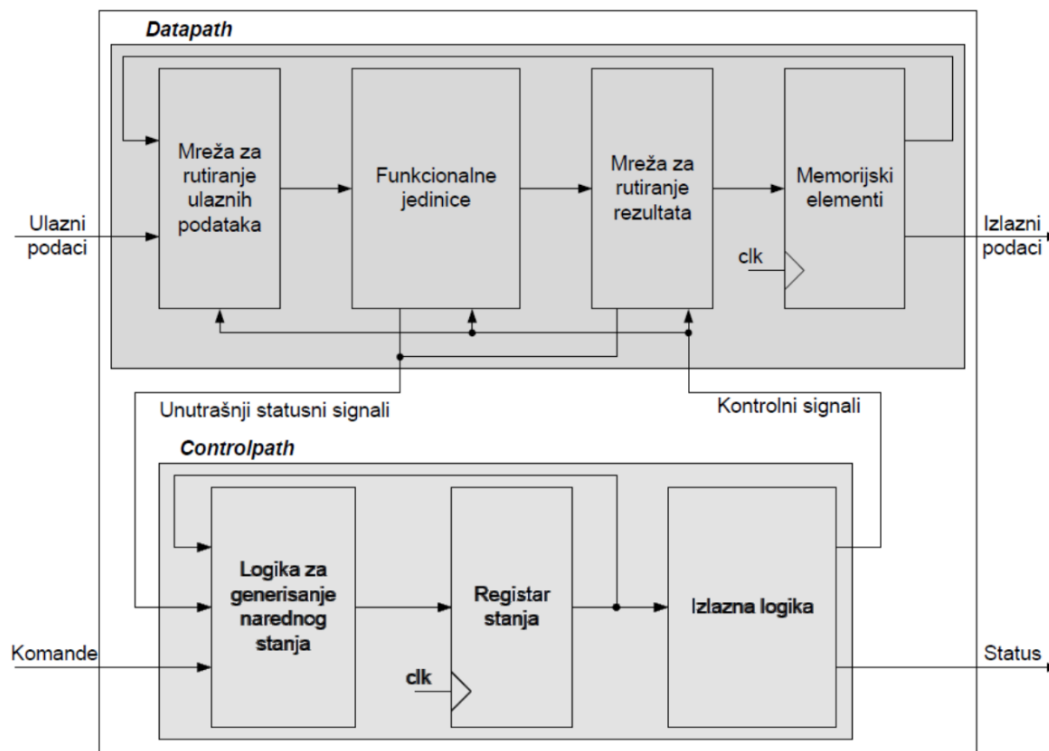 Datapath
Mreža za
rutiranje
ulaznih
podataka
Funkcionalne
jedinice
Mreža za
rutiranje
rezultata
Memorijski
elementi
Ulazni
podaci
clk
Izlazni
podaci
Unutrašnji statusni signali
Kontrolni signali
Controlpath
Logika za
generisanje
narednog
stanja
Registar
stanja
Izlazna logika
Komande
clk
Status